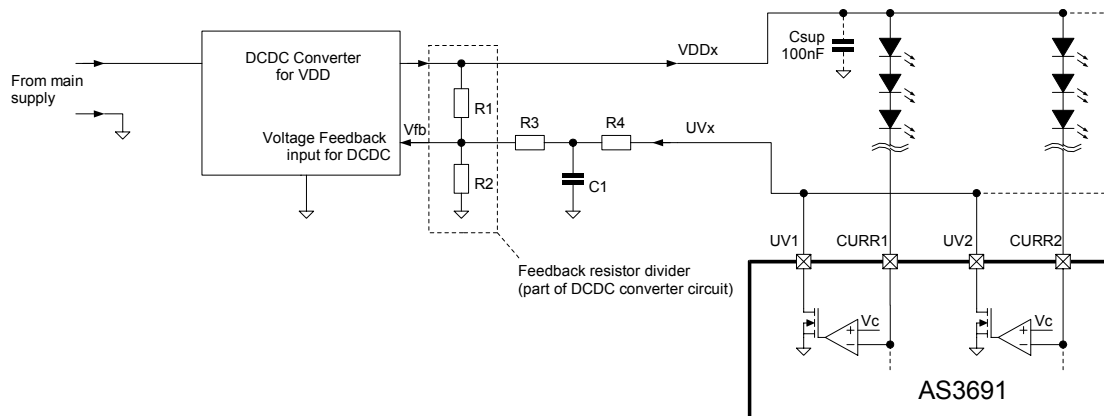 From main
supply
DCDC Converter
for VDD
Voltage Feedback
input for DCDC
Vfb
R1
R2
R3
R4
C1
VDDx
UVx
Csup
100nF
Feedback resistor divider
(part of DCDC converter circuit)
UV1
CURR1
UV2
CURR2
Vc
+
−
Vc
+
−
AS3691